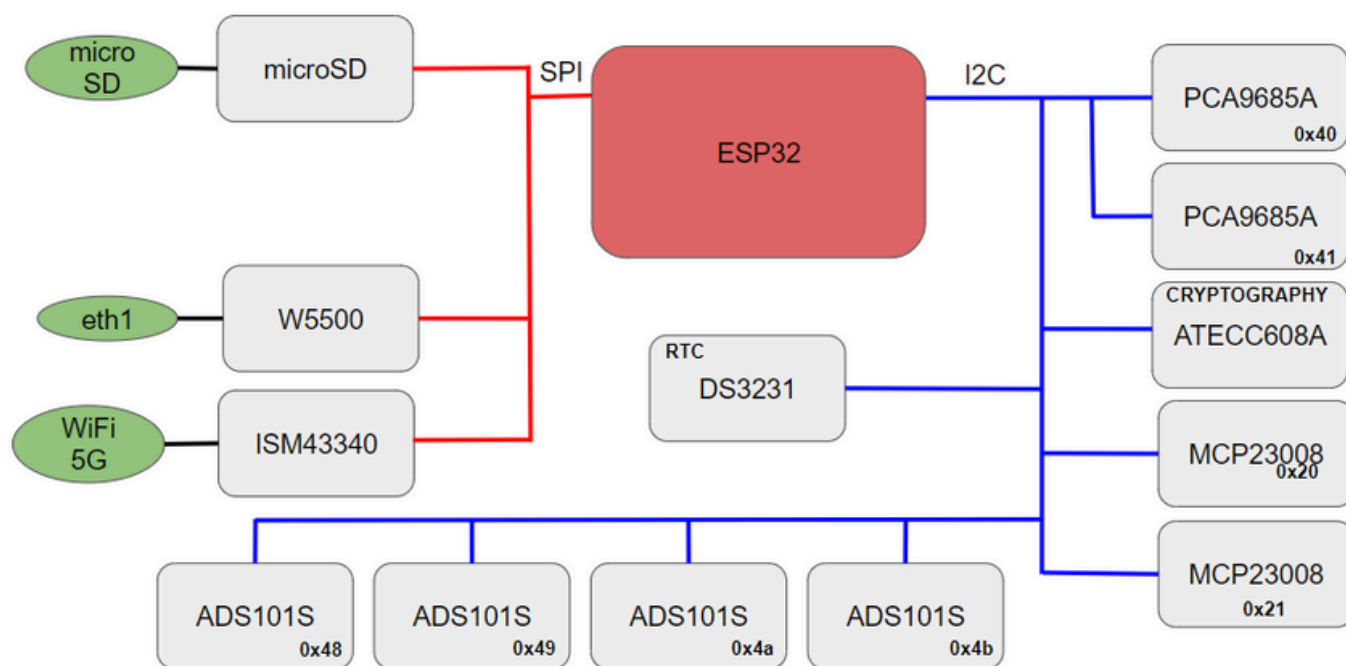 micro
SD
microSD
SPI
ESP32
I2C
PCA9685A
0x40
PCA9685A
0x41
eth1
W5500
CRYPTOGRAPHY
ATECC608A
RTC
DS3231
WiFi
5G
ISM43340
MCP23008
0x20
ADS101S
0x48
ADS101S
0x49
ADS101S
0x4a
ADS101S
0x4b
MCP23008
0x21